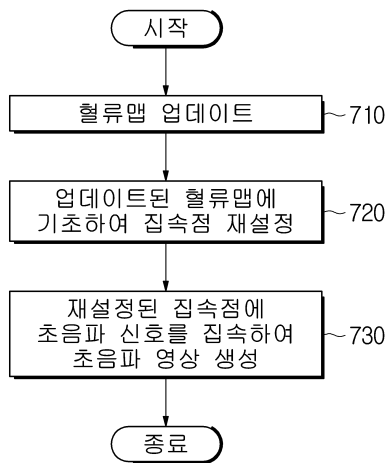 시작
혈류맵 업데이트
710
업데이트된 혈류맵에
기초하여 집속점 재설정
720
재설정된 집속점에
초음파 신호를 집속하여
초음파 영상 생성
730
종료